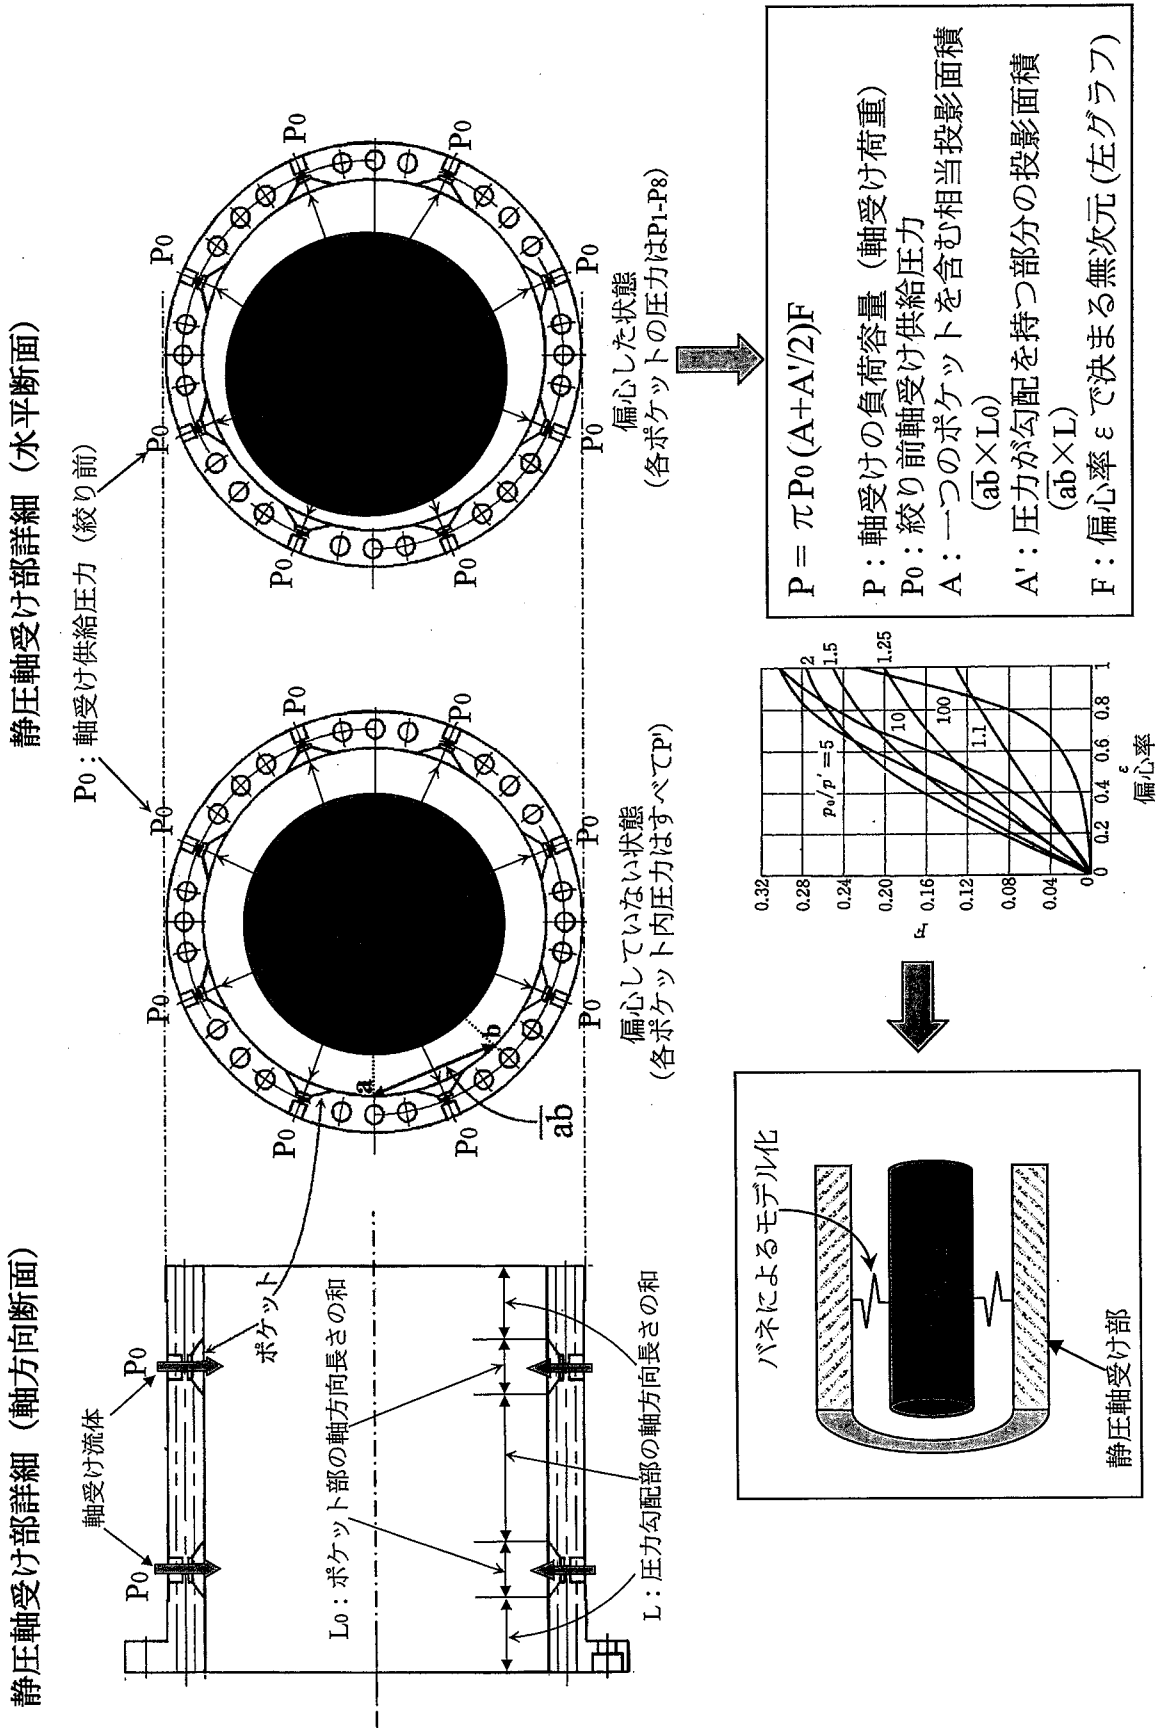 静圧軸受け部詳細（軸方向断面）
静圧軸受け部詳細（水平断面）
P0：軸受け供給圧力（絞り前）
軸受け流体
P0
P0
ポケット
L0：ポケット部の軸方向長さの和
L：圧力勾配部の軸方向長さの和
P0
P0
P0
P0
P0
P0
P0
P0
a
b
ab
偏心していない状態
(各ポケット内圧力はすべてP')
P0
P0
P0
P0
P0
P0
P0
P0
偏心した状態
(各ポケットの圧力はP1-P8)
バネによるモデル化
静圧軸受け部
0.32
0.28
0.24
0.20
0.16
0.12
0.08
0.04
0
F
p0/p'=5
10
100
1.1
2
1.5
1.25
0
0.2
0.4
0.6
0.8
1
ε
偏心率
P = πP0(A+A'/2)F
P：軸受けの負荷容量（軸受け荷重）
P0：絞り前軸受け供給圧力
A：一つのポケットを含む相当投影面積
(ab×L0)
A'：圧力が勾配を持つ部分の投影面積
(ab×L)
F：偏心率 ε で決まる無次元(左グラフ)